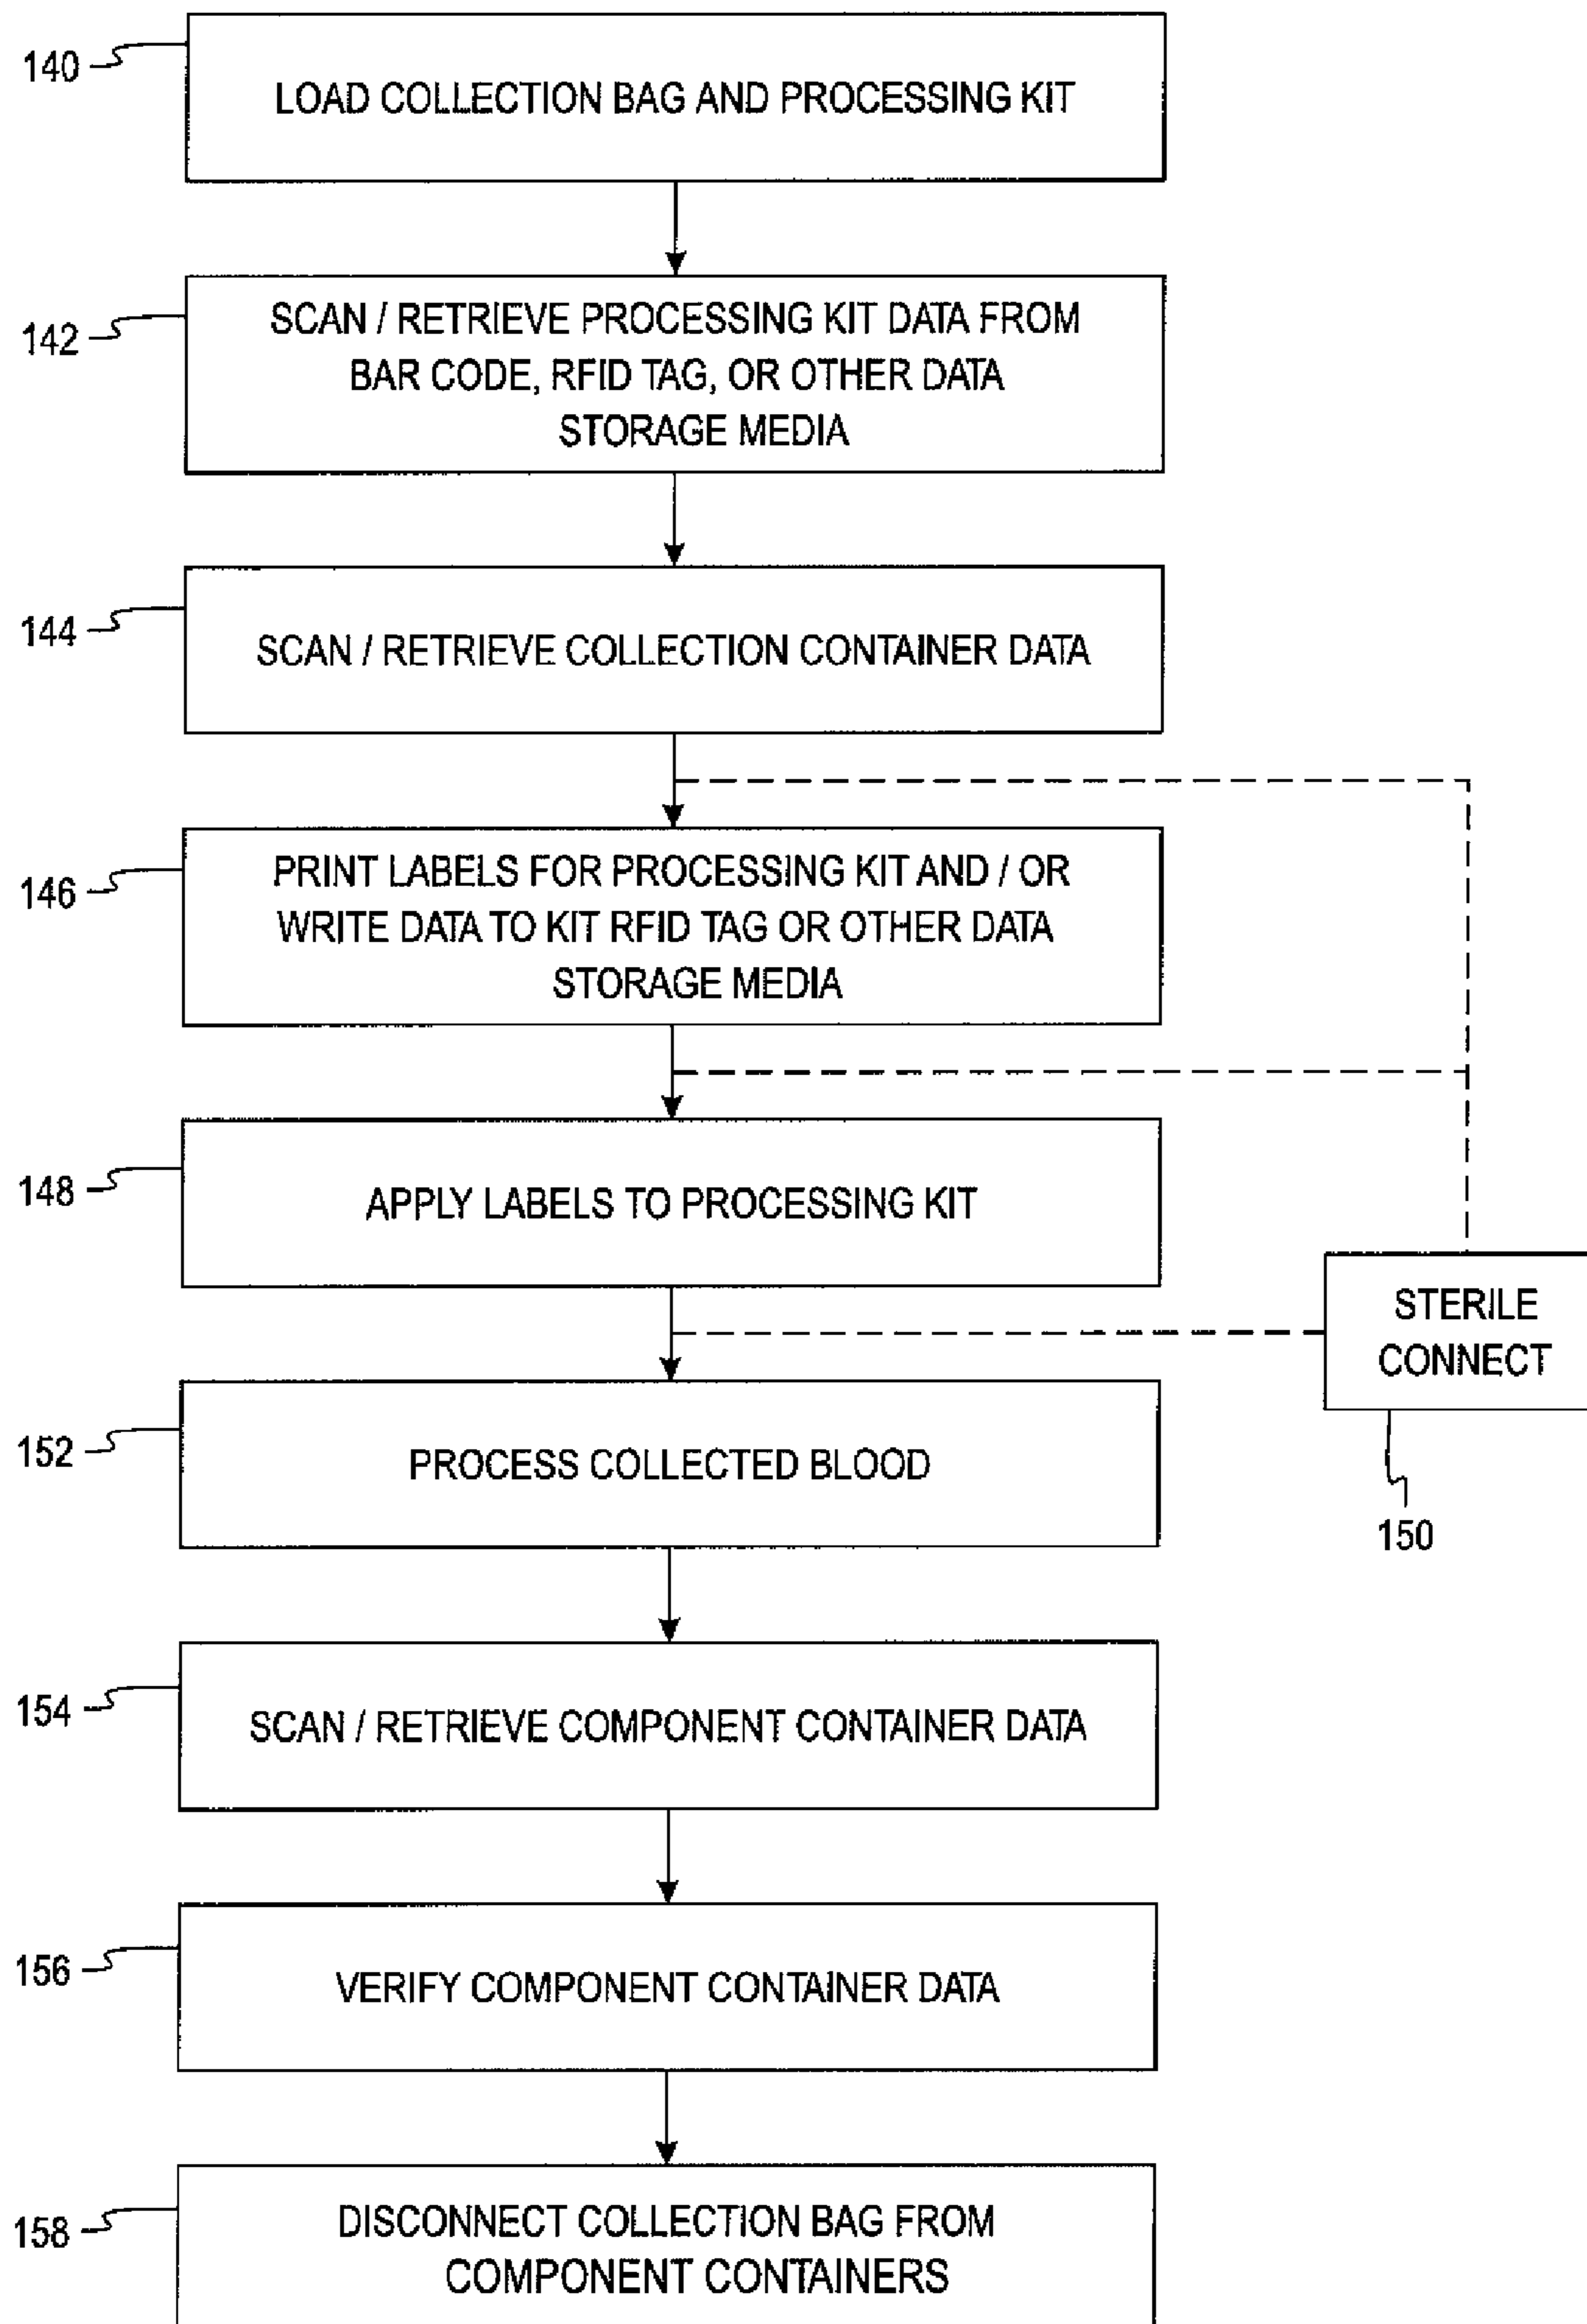 140
LOAD COLLECTION BAG AND PROCESSING KIT
142
SCAN / RETRIEVE PROCESSING KIT DATA FROM
BAR CODE, RFID TAG, OR OTHER DATA
STORAGE MEDIA
144
SCAN / RETRIEVE COLLECTION CONTAINER DATA
146
PRINT LABELS FOR PROCESSING KIT AND / OR
WRITE DATA TO KIT RFID TAG OR OTHER DATA
STORAGE MEDIA
148
APPLY LABELS TO PROCESSING KIT
STERILE
CONNECT
150
152
PROCESS COLLECTED BLOOD
154
SCAN / RETRIEVE COMPONENT CONTAINER DATA
156
VERIFY COMPONENT CONTAINER DATA
158
DISCONNECT COLLECTION BAG FROM
COMPONENT CONTAINERS